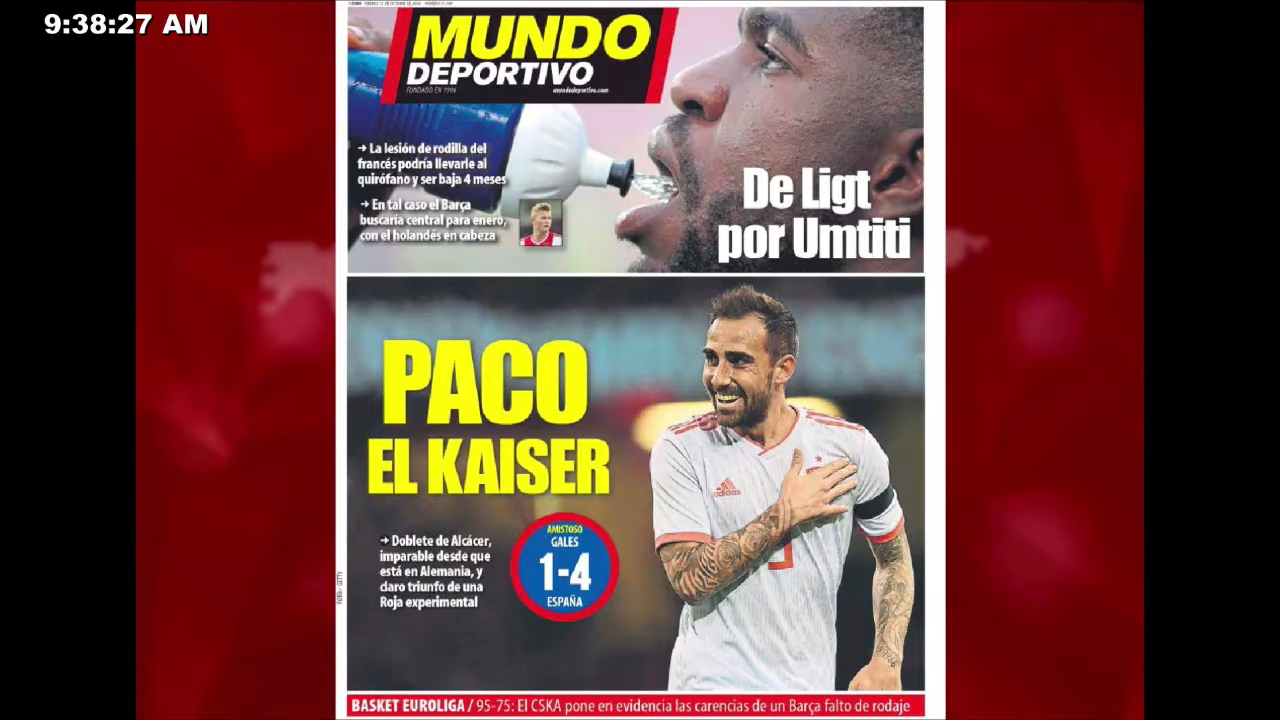 9:38:27 AM
MUNDO
DEPORTIVO
FUNDADO EN 1906
mundodeportivo.com
→ La lesión de rodilla del
francés podría llevarle al
quirófano y ser baja 4 meses
→ En tal caso el Barça
buscaría central para enero,
con el holandés en cabeza
De Ligt
por Umtiti
PACO
EL KAISER
→ Doblete de Alcácer,
imparable desde que
está en Alemania, y
claro triunfo de una
Roja experimental
AMISTOSO
GALES
1-4
ESPAÑA
adidas
FOTO: GETTY
BASKET EUROLIGA / 95-75: El CSKA pone en evidencia las carencias de un Barça falto de rodaje